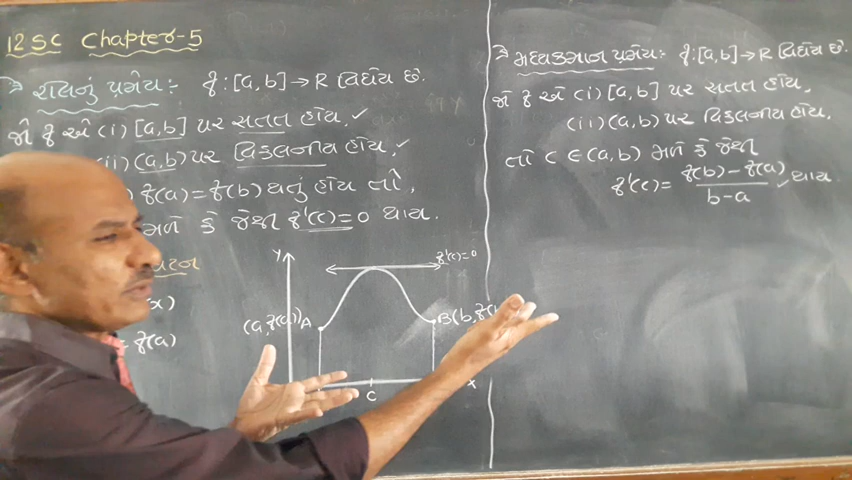 12 SC Chapter-5
→ રોલનું પ્રમેય:- f:[a,b]→R વિધેય છે.
જો f એ (i) [a,b] પર સતત હોય. ✓
(ii) (a,b) પર વિકલનીય હોય. ✓
) f(a)=f(b) થતું હોય તો,
મળે કે જેથી f'(c)=0 થાય.
(x)
= f(a)
Y
f'(c)=0
(a,f(a)) A
B(b,f(
C
X
→ મધ્યકમાન પ્રમેય:- f:[a,b]→R વિધેય છે.
જો f એ (i) [a,b] પર સતત હોય.
(ii) (a,b) પર વિકલનીય હોય.
તો C ∈ (a,b) મળે કે જેથી
f'(c) = f(b) - f(a) / b-a ✓ થાય.